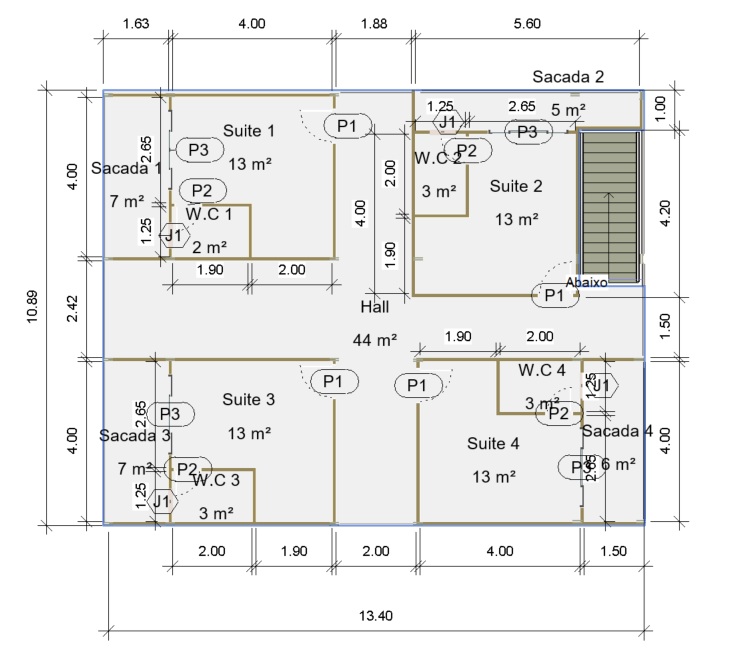 1.63 4.00 1.88 5.60
Sacada 2
1.25 2.65 5 m² 1.00
J1 P3
Suite 1 P1
P3 13 m²
2.65
Sacada 1
4.00
7 m²
P2
W.C 1
1.25 J1
2 m²
1.90 2.00
W.C 2 P2
3 m²
2.00
4.00
1.90
Suite 2
13 m²
4.20
Abaixo
P1
10.89
2.42
Hall
44 m²
1.50
1.90 2.00
Suite 3 P1
13 m²
P3
2.65
Sacada 3
4.00
7 m²
P2
W.C 3
1.25 J1
3 m²
P1
W.C 4
3 m²
P2
1.25 J1
Suite 4
13 m²
Sacada 4
6 m²
P3
2.65
4.00
2.00 1.90 2.00 4.00 1.50
13.40